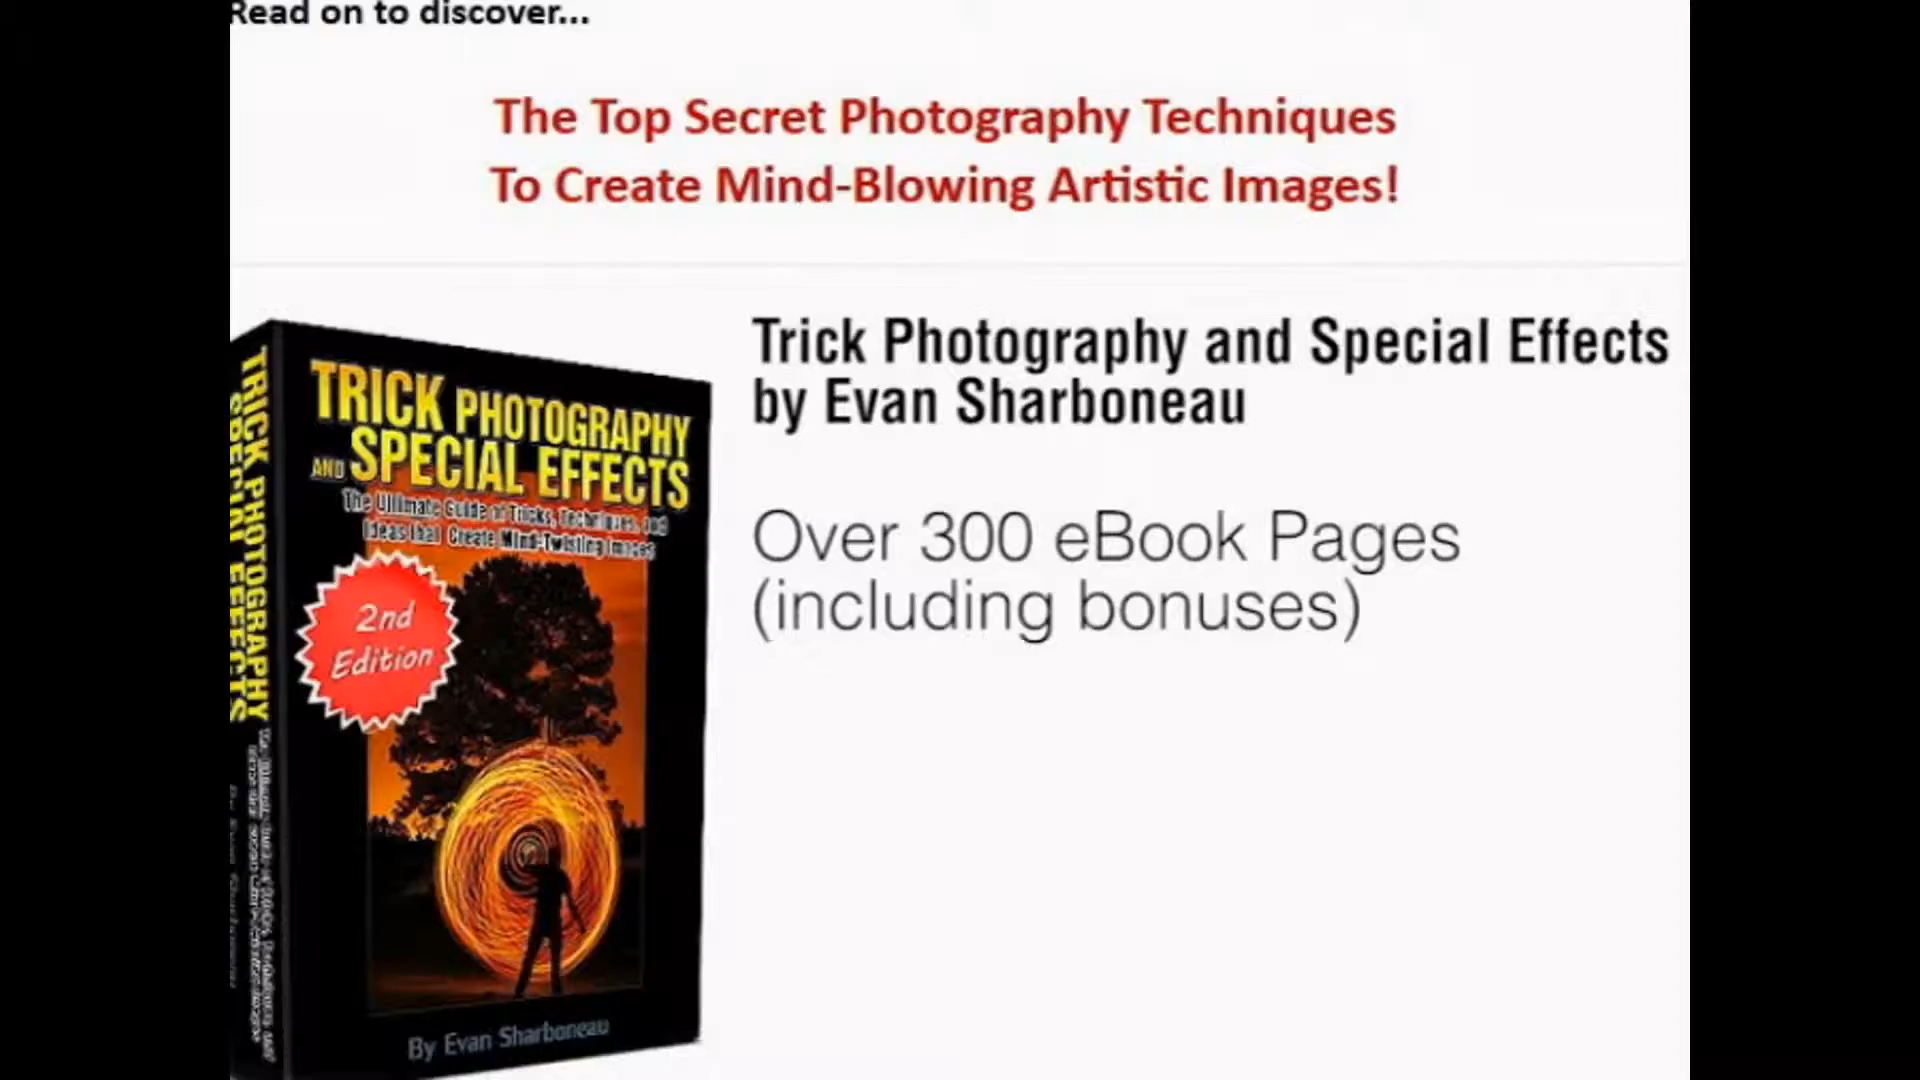 Read on to discover...
The Top Secret Photography Techniques
To Create Mind-Blowing Artistic Images!
Trick Photography and Special Effects
by Evan Sharboneau
Over 300 eBook Pages
(including bonuses)
TRICK PHOTOGRAPHY
AND SPECIAL EFFECTS
The Ultimate Guide of Tricks, Techniques, and
Ideas that Create Mind-Twisting Images
2nd
Edition
By Evan Sharboneau
TRICK PHOTOGRAPHY
SPECIAL EFFECTS